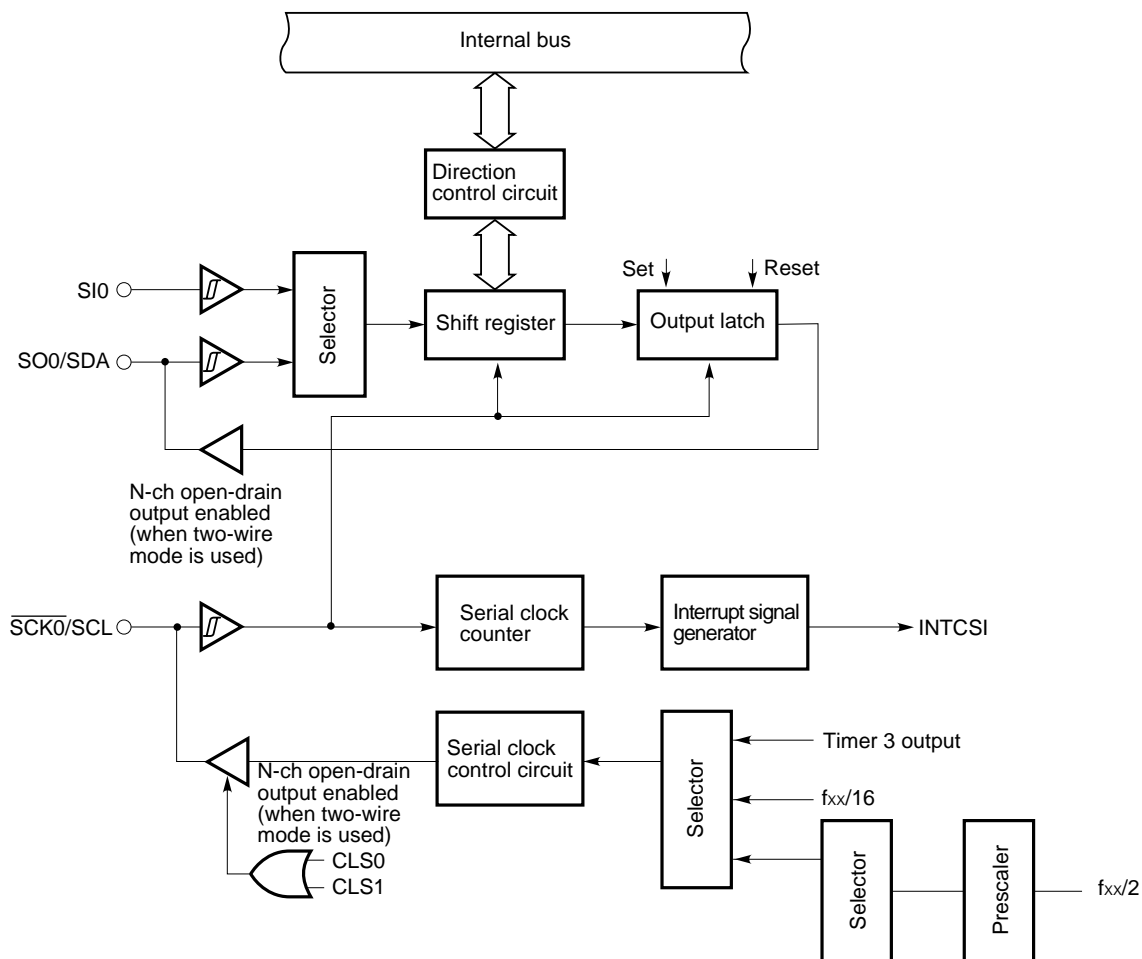 Internal bus
Direction
control circuit
Set
Reset
SI0
Selector
Shift register
Output latch
SO0/SDA
N-ch open-drain
output enabled
(when two-wire
mode is used)
SCK0/SCL
Serial clock
counter
Interrupt signal
generator
INTCSI
Serial clock
control circuit
Selector
Timer 3 output
fxx/16
N-ch open-drain
output enabled
(when two-wire
mode is used)
CLS0
CLS1
Selector
Prescaler
fxx/2